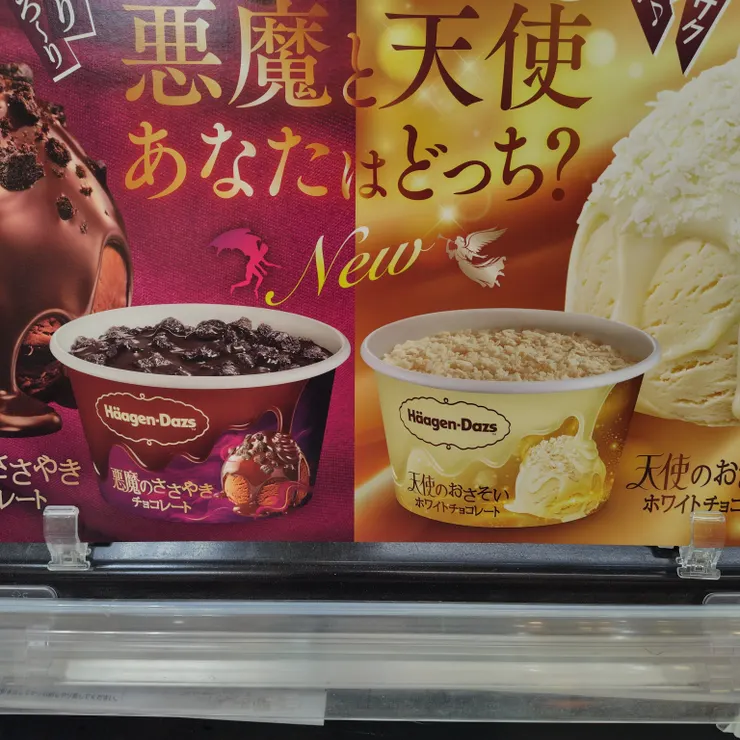 悪魔と天使
あなたはどっち?
New
Häagen-Dazs
悪魔のささやき
チョコレート
Häagen-Dazs
天使のおさそい
ホワイトチョコレート
ささやき
レート
天使のお
ホワイトチョコ